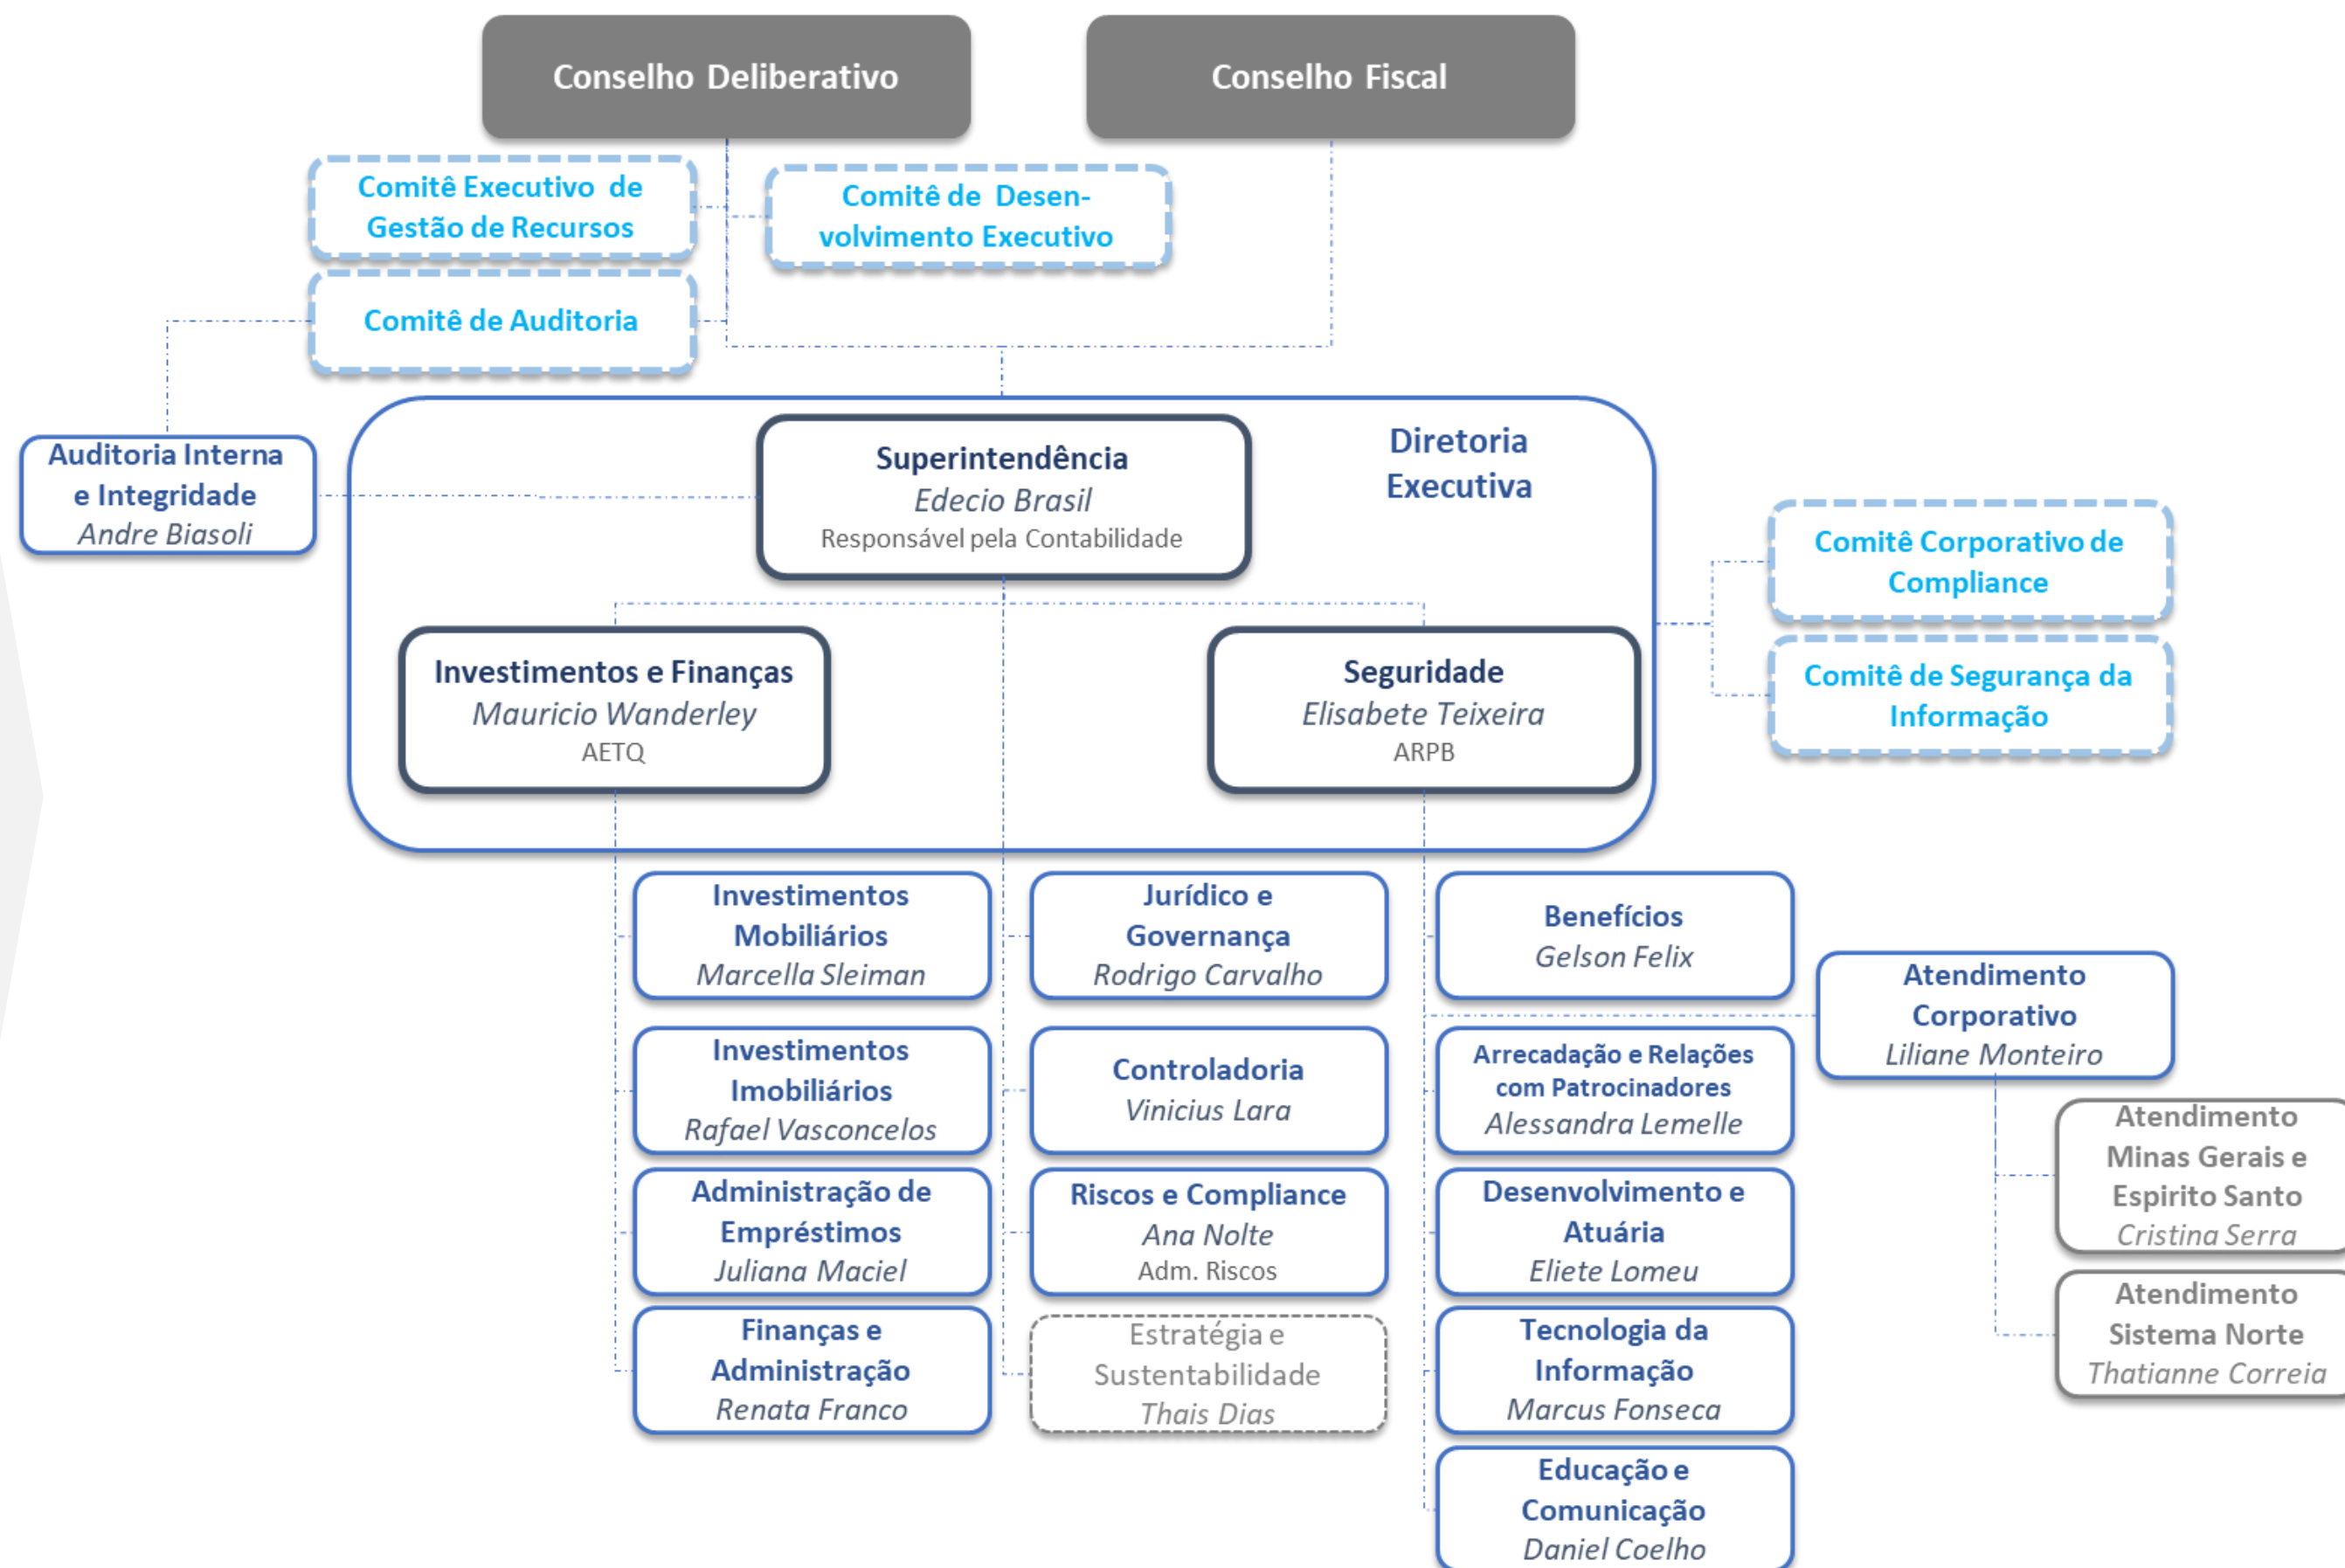 Conselho Deliberativo
Conselho Fiscal
Comitê Executivo de
Gestão de Recursos
Comitê de Desen-
volvimento Executivo
Comitê de Auditoria
Auditoria Interna
e Integridade
Andre Biasoli
Superintendência
Edecio Brasil
Responsável pela Contabilidade
Diretoria
Executiva
Comitê Corporativo de
Compliance
Comitê de Segurança da
Informação
Investimentos e Finanças
Mauricio Wanderley
AETQ
Seguridade
Elisabete Teixeira
ARPB
Investimentos
Mobiliários
Marcella Sleiman
Jurídico e
Governança
Rodrigo Carvalho
Benefícios
Gelson Felix
Atendimento
Corporativo
Liliane Monteiro
Investimentos
Imobiliários
Rafael Vasconcelos
Controladoria
Vinicius Lara
Arrecadação e Relações
com Patrocinadores
Alessandra Lemelle
Atendimento
Minas Gerais e
Espirito Santo
Cristina Serra
Administração de
Empréstimos
Juliana Maciel
Riscos e Compliance
Ana Nolte
Adm. Riscos
Desenvolvimento e
Atuária
Eliete Lomeu
Atendimento
Sistema Norte
Thatianne Correia
Finanças e
Administração
Renata Franco
Estratégia e
Sustentabilidade
Thais Dias
Tecnologia da
Informação
Marcus Fonseca
Educação e
Comunicação
Daniel Coelho